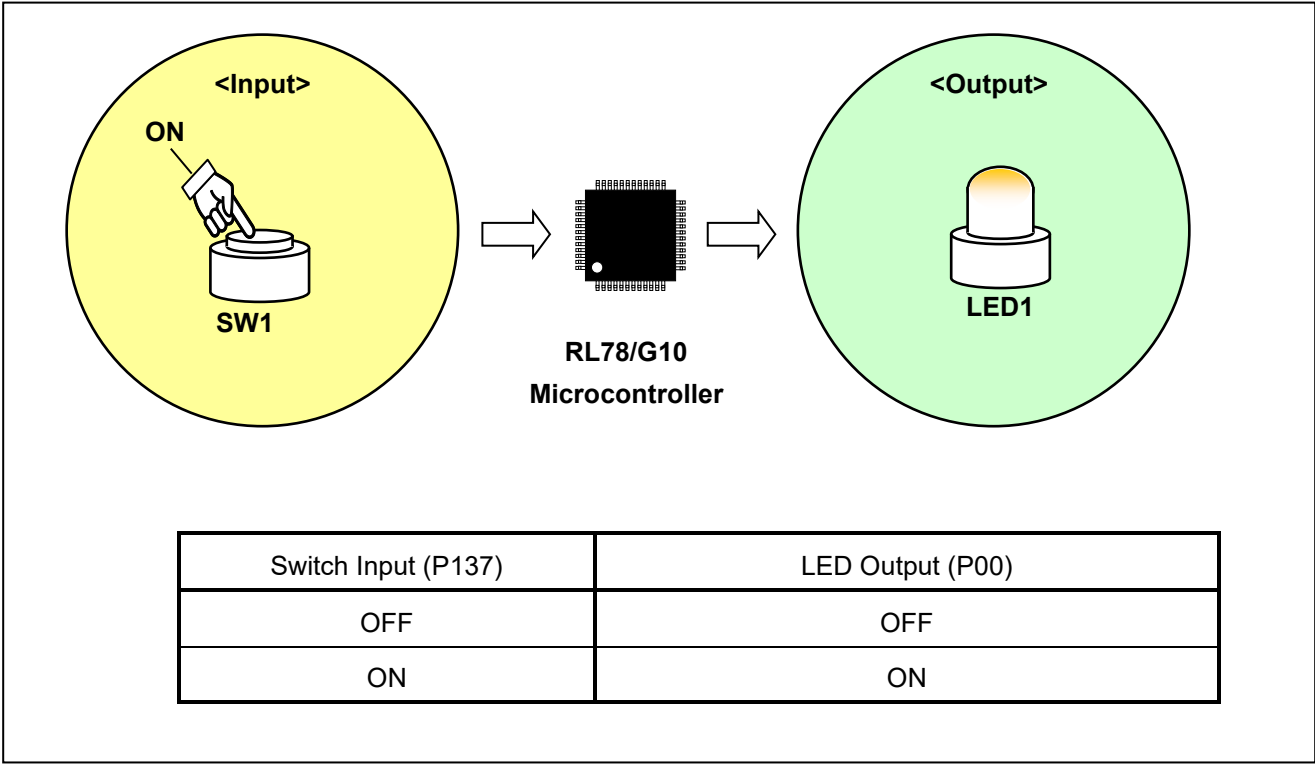 <Input>
ON
SW1
RL78/G10
Microcontroller
<Output>
LED1
Switch Input (P137) LED Output (P00)
OFF OFF
ON ON